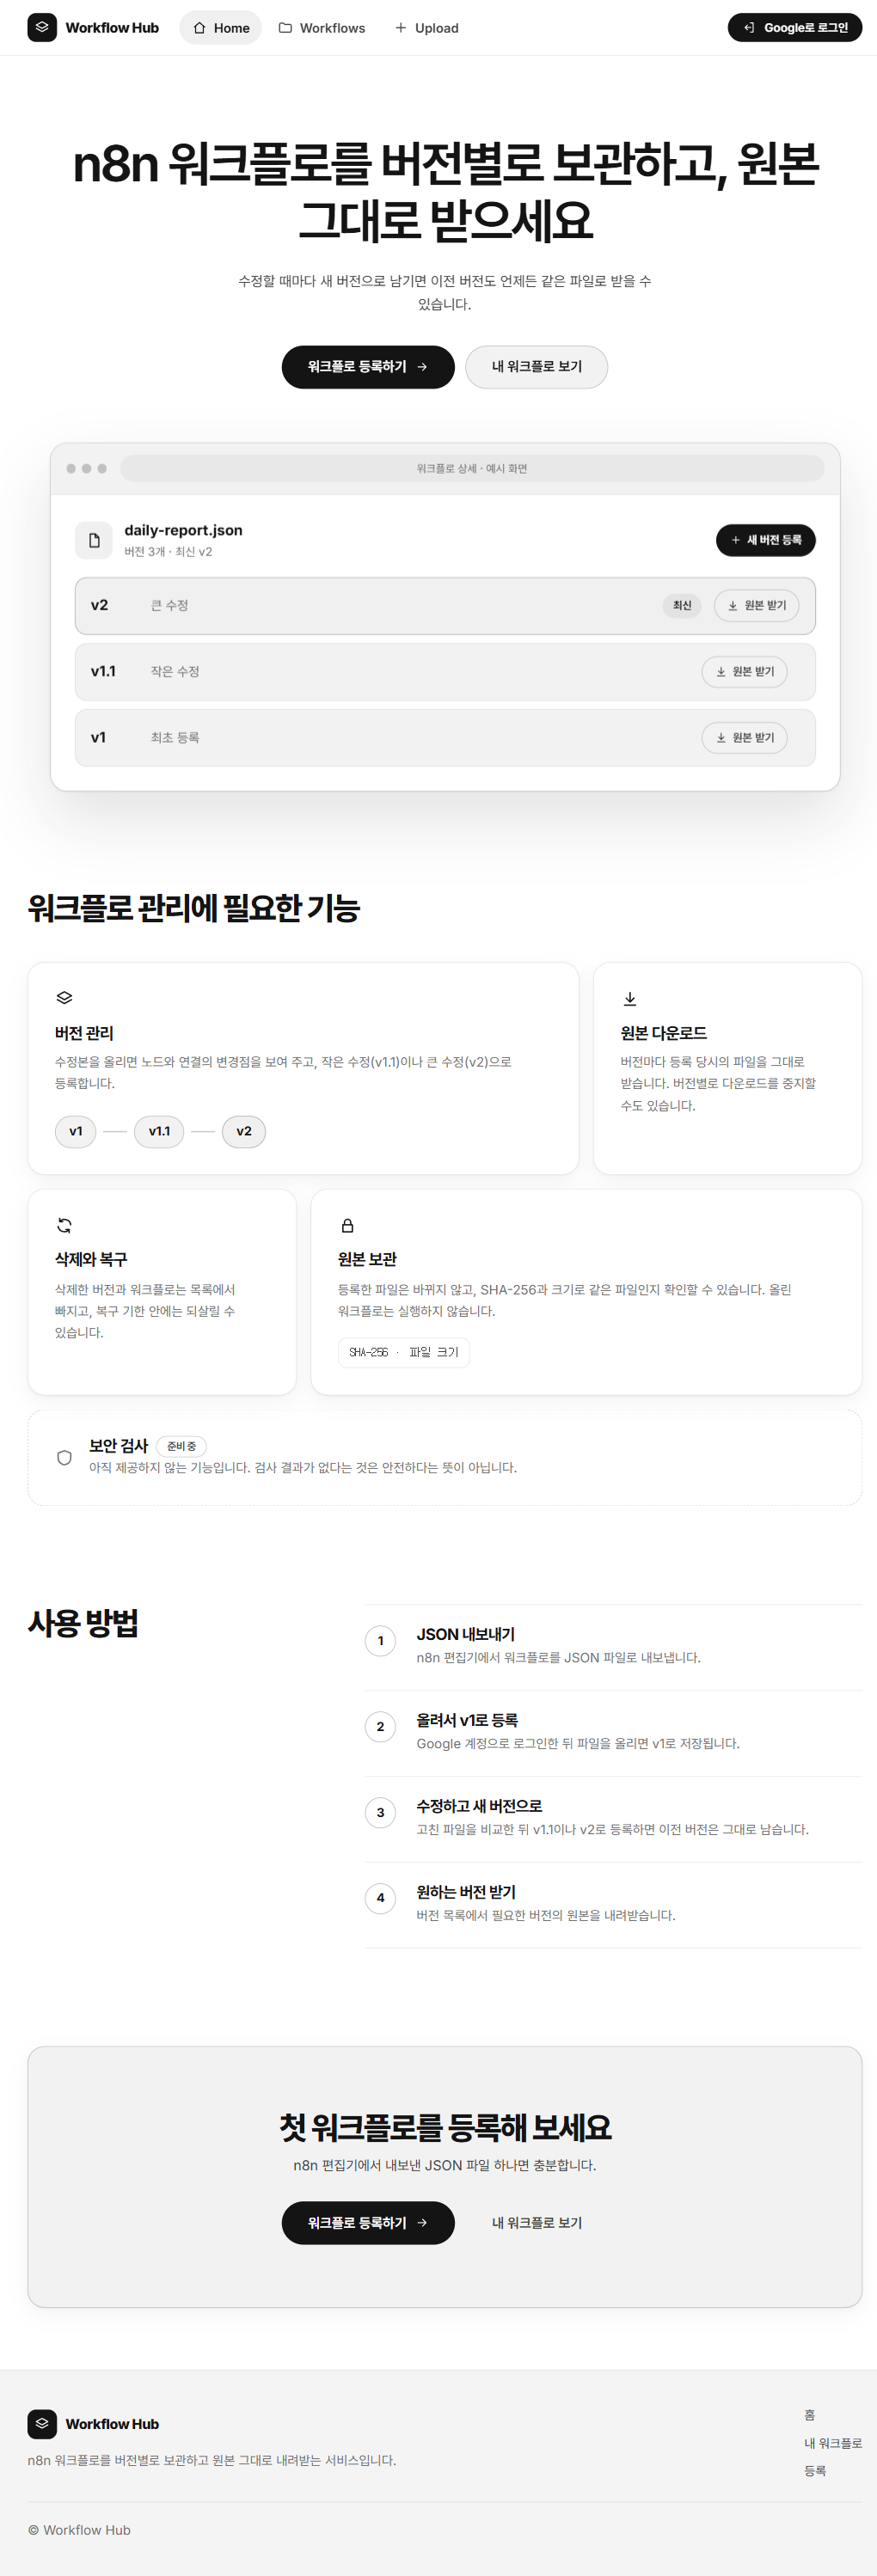 Workflow Hub
Home
Workflows
Upload
Google로 로그인
n8n 워크플로를 버전별로 보관하고, 원본
그대로 받으세요
수정할 때마다 새 버전으로 남기면 이전 버전도 언제든 같은 파일로 받을 수
있습니다.
워크플로 등록하기 →
내 워크플로 보기
워크플로 상세 · 예시 화면
daily-report.json
버전 3개 · 최신 v2
+ 새 버전 등록
v2 큰 수정 최신 원본 받기
v1.1 작은 수정 원본 받기
v1 최초 등록 원본 받기
워크플로 관리에 필요한 기능
버전 관리
수정본을 올리면 노드와 연결의 변경점을 보여 주고, 작은 수정(v1.1)이나 큰 수정(v2)으로
등록합니다.
v1 v1.1 v2
원본 다운로드
버전마다 등록 당시의 파일을 그대로
받습니다. 버전별로 다운로드를 중지할
수도 있습니다.
삭제와 복구
삭제한 버전과 워크플로는 목록에서
빠지고, 복구 기한 안에는 되살릴 수
있습니다.
원본 보관
등록한 파일은 바뀌지 않고, SHA-256과 크기로 같은 파일인지 확인할 수 있습니다. 올린
워크플로는 실행하지 않습니다.
SHA-256 · 파일 크기
보안 검사 준비 중
아직 제공하지 않는 기능입니다. 검사 결과가 없다는 것은 안전하다는 뜻이 아닙니다.
사용 방법
1 JSON 내보내기
n8n 편집기에서 워크플로를 JSON 파일로 내보냅니다.
2 올려서 v1로 등록
Google 계정으로 로그인한 뒤 파일을 올리면 v1로 저장됩니다.
3 수정하고 새 버전으로
고친 파일을 비교한 뒤 v1.1이나 v2로 등록하면 이전 버전은 그대로 남습니다.
4 원하는 버전 받기
버전 목록에서 필요한 버전의 원본을 내려받습니다.
첫 워크플로를 등록해 보세요
n8n 편집기에서 내보낸 JSON 파일 하나면 충분합니다.
워크플로 등록하기 →
내 워크플로 보기
Workflow Hub
n8n 워크플로를 버전별로 보관하고 원본 그대로 내려받는 서비스입니다.
홈
내 워크플로
등록
© Workflow Hub